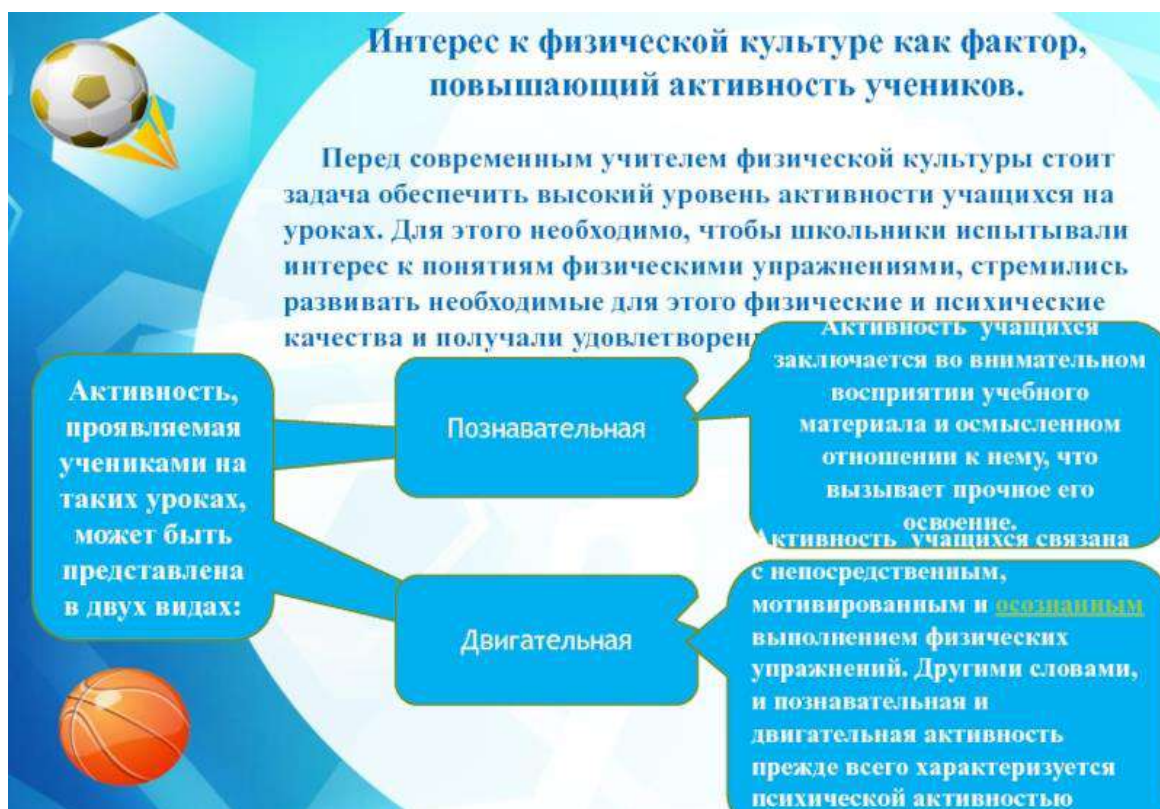 Интерес к физической культуре как фактор,
повышающий активность учеников.
Перед современным учителем физической культуры стоит
задача обеспечить высокий уровень активности учащихся на
уроках. Для этого необходимо, чтобы школьники испытывали
интерес к понятиям физическими упражнениями, стремились
развивать необходимые для этого физические и психические
качества и получали
Активность,
проявляемая
учениками на
таких уроках,
может быть
представлена
в двух видах:
Познавательная
Активность учащихся
заключается во внимательном
восприятии учебного
материала и осмысленном
отношении к нему, что
вызывает прочное его
освоение.
Двигательная
Активность учащихся связана
с непосредственным,
мотивированным и осознанным
выполнением физических
упражнений. Другими словами,
и познавательная и
двигательная активность
прежде всего характеризуется
психической активностью